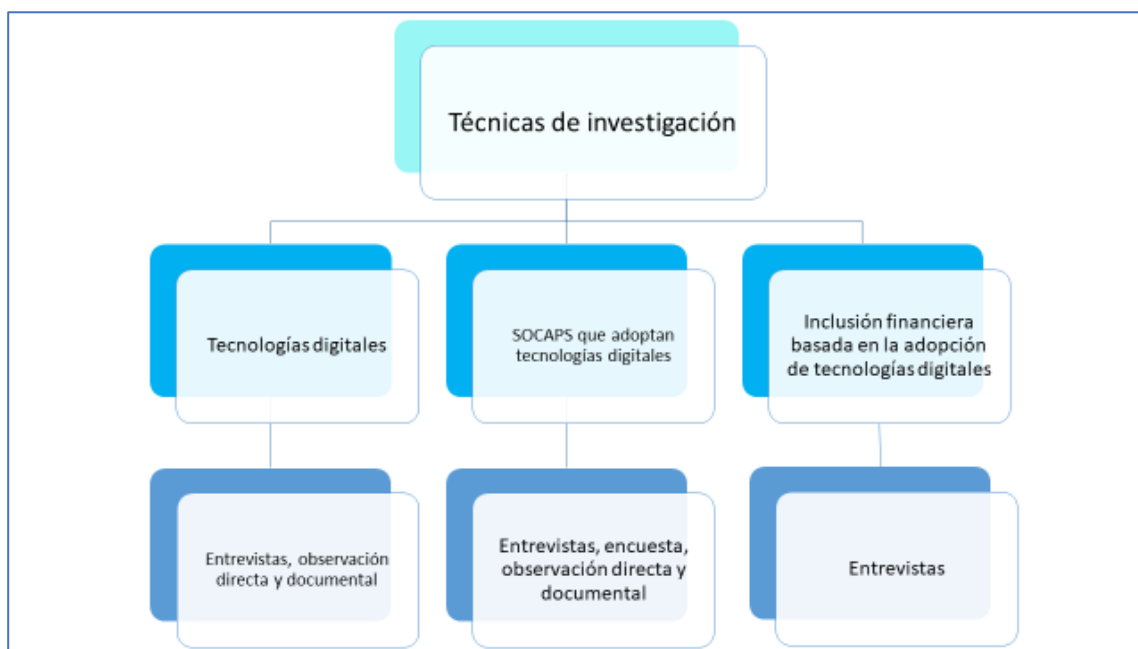 Técnicas de investigación
Tecnologías digitales
SOCAPS que adoptan
tecnologías digitales
Inclusión financiera
basada en la adopción
de tecnologías digitales
Entrevistas, observación
directa y documental
Entrevistas, encuesta,
observación directa y
documental
Entrevistas